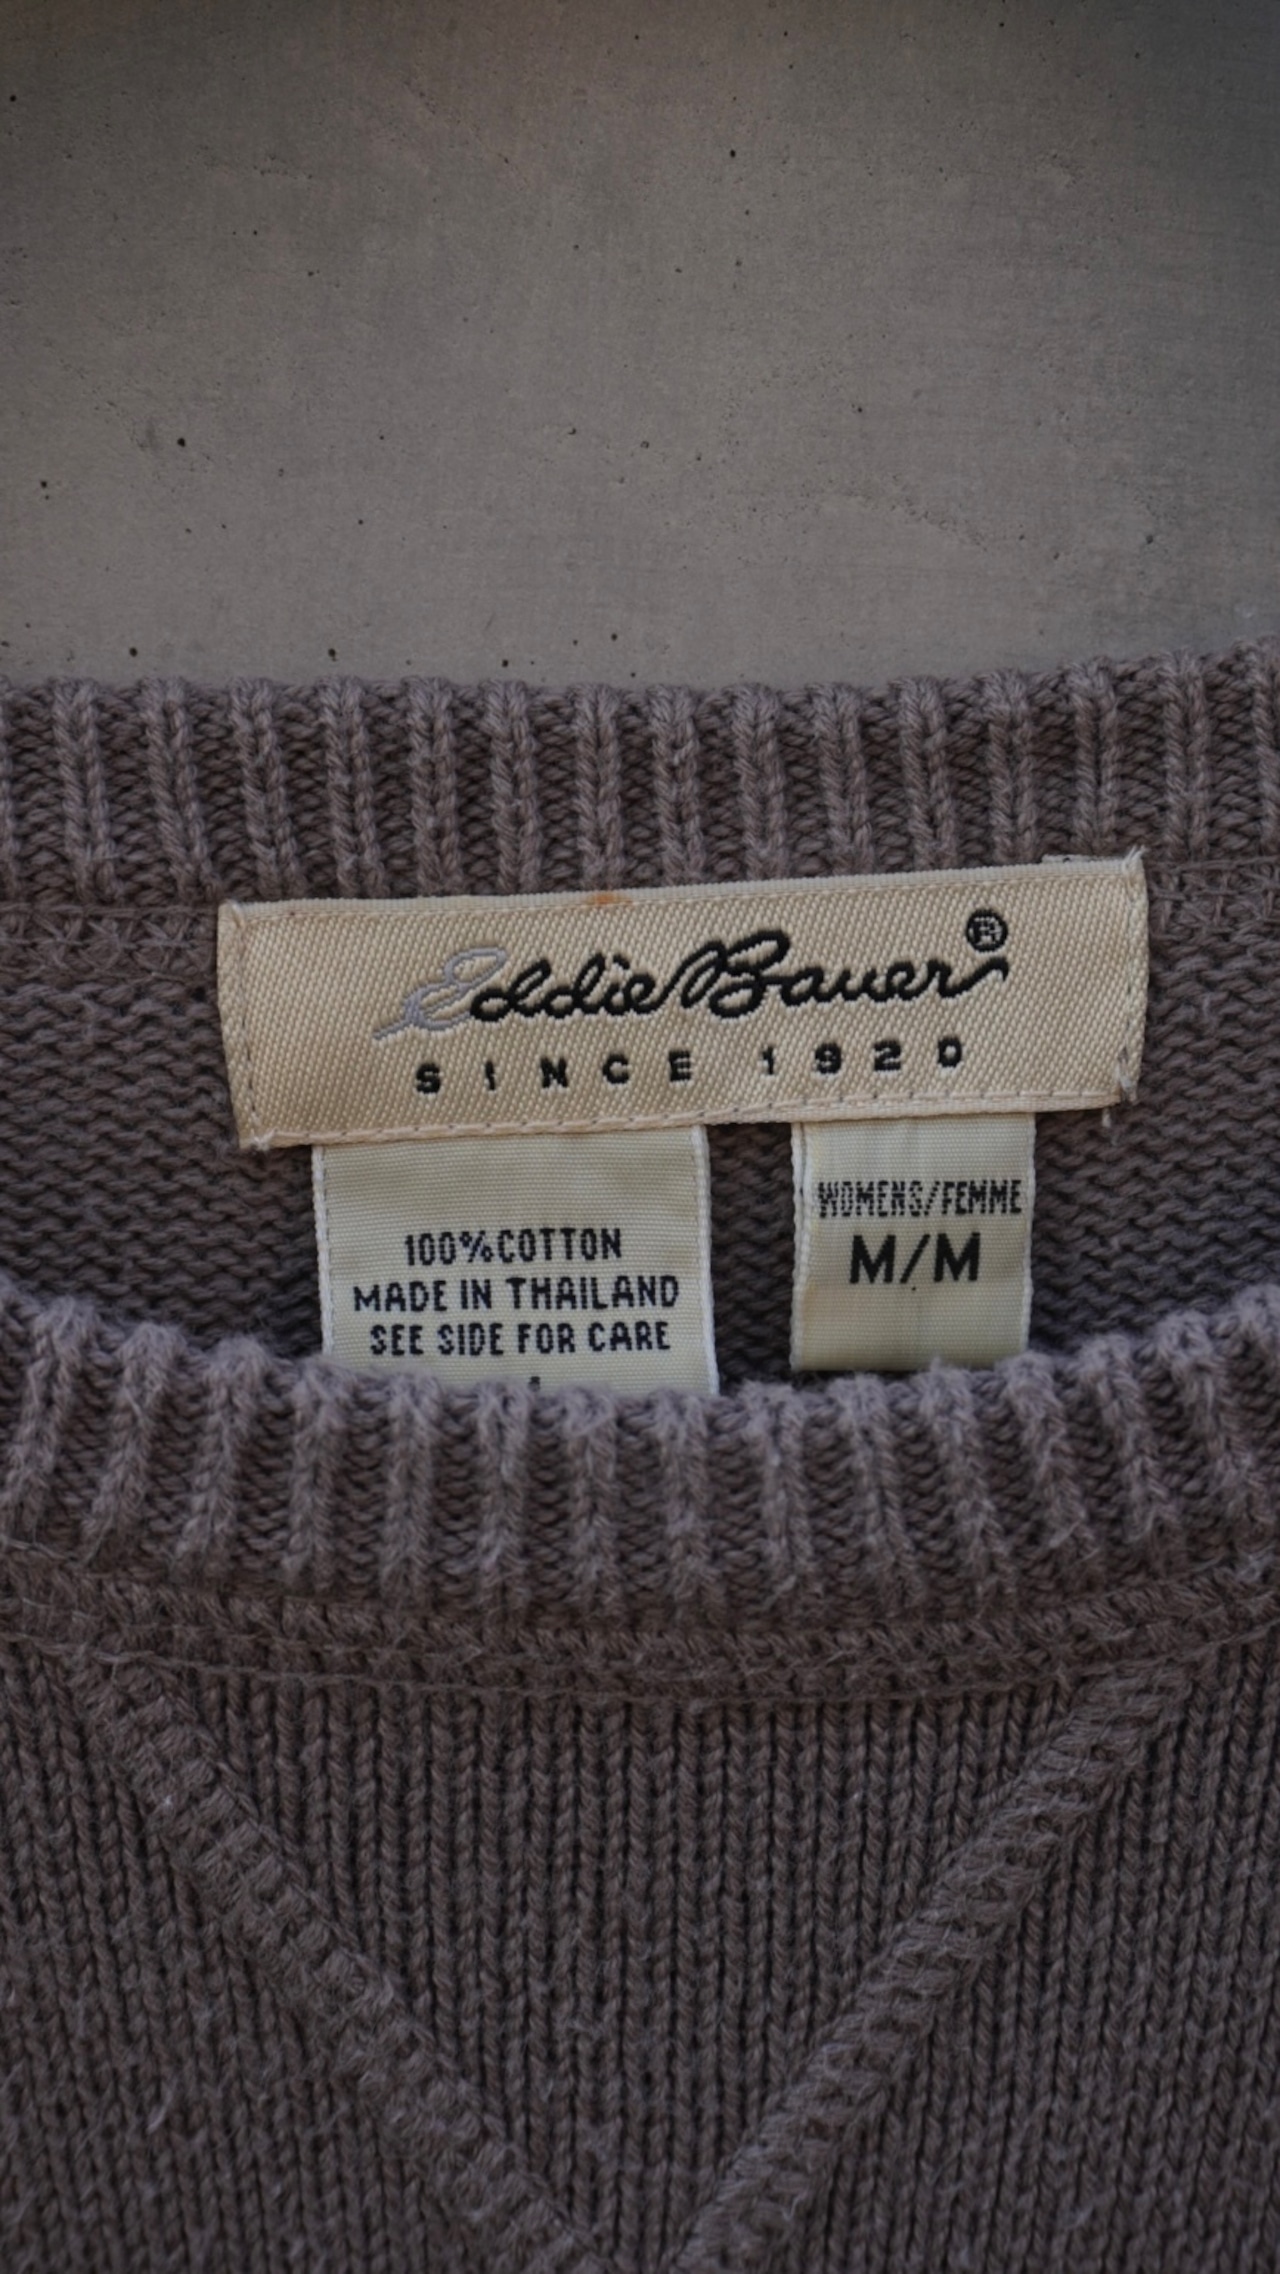 Eddie Bauer®
SINCE 1920
100%COTTON
MADE IN THAILAND
SEE SIDE FOR CARE
WOMENS/FEMME
M/M